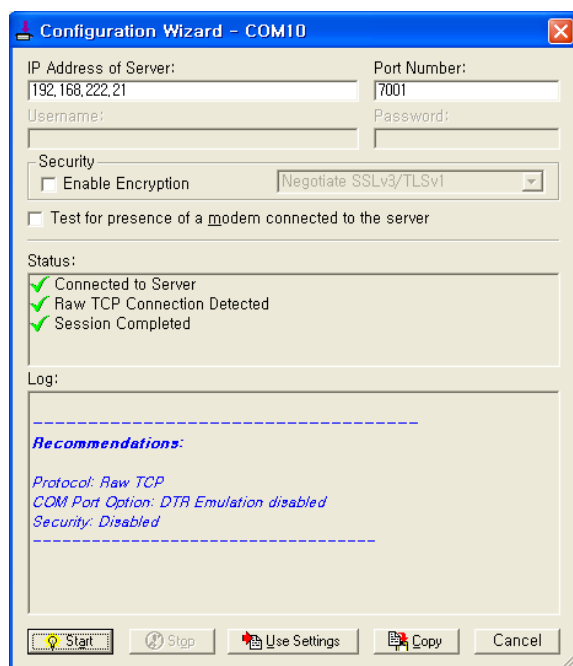 Configuration Wizard - COM10
IP Address of Server: Port Number:
192,168,222,21 7001
Username: Password:
Security
Enable Encryption Negotiate SSLv3/TLSv1
Test for presence of a modem connected to the server
Status:
Connected to Server
Raw TCP Connection Detected
Session Completed
Log:
------------------------------------
Recommendations:
Protocol: Raw TCP
COM Port Option: DTR Emulation disabled
Security: Disabled
------------------------------------
Start Stop Use Settings Copy Cancel